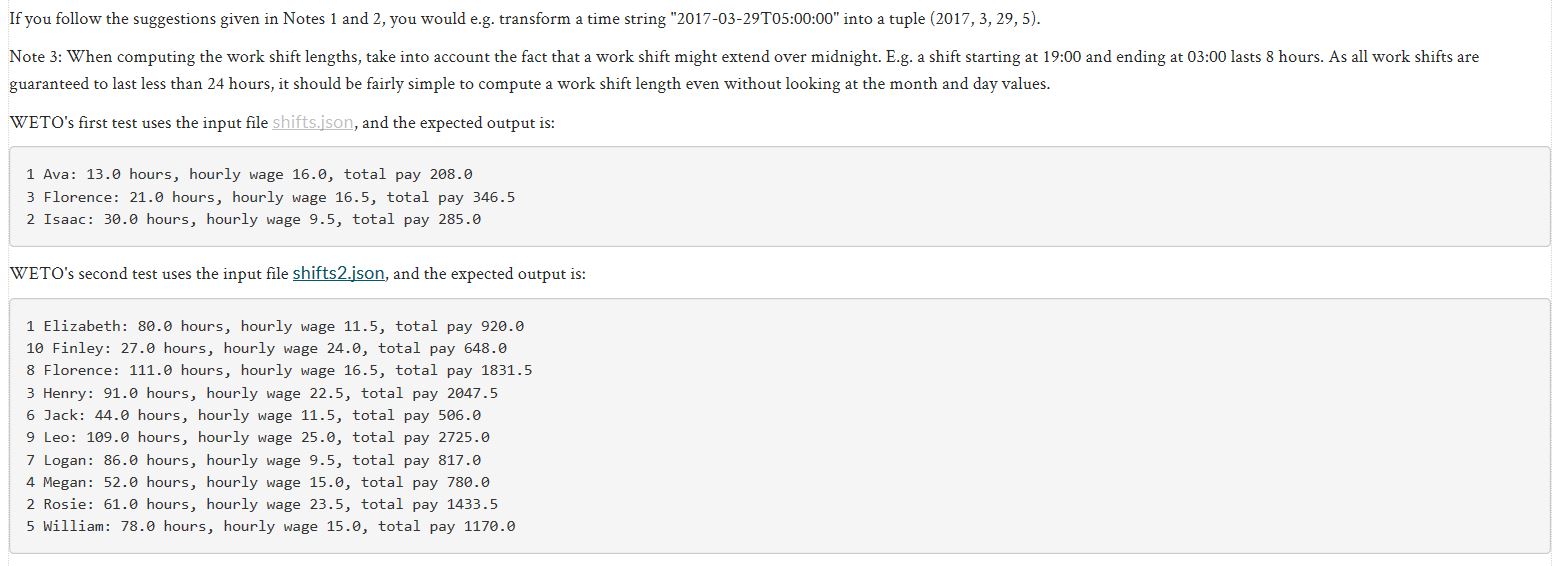 If you follow the suggestions given in Notes 1 and 2, you would e.g. transform a time string "2017-03-29T05:00:00" into a tuple (2017, 3, 29, 5).
Note 3: When computing the work shift lengths, take into account the fact that a work shift might extend over midnight. E.g. a shift starting at 19:00 and ending at 03:00 lasts 8 hours. As all work shifts are
guaranteed to last less than 24 hours, it should be fairly simple to compute a work shift length even without looking at the month and day values.
WETO's first test uses the input file shifts.json, and the expected output is:
1 Ava: 13.0 hours, hourly wage 16.0, total pay 208.0
3 Florence: 21.0 hours, hourly wage 16.5, total pay 346.5
2 Isaac: 30.0 hours, hourly wage 9.5, total pay 285.0
WETO's second test uses the input file shifts2.json, and the expected output is:
1 Elizabeth: 80.0 hours, hourly wage 11.5, total pay 920.0
10 Finley: 27.0 hours, hourly wage 24.0, total pay 648.0
8 Florence: 111.0 hours, hourly wage 16.5, total pay 1831.5
3 Henry: 91.0 hours, hourly wage 22.5, total pay 2047.5
6 Jack: 44.0 hours, hourly wage 11.5, total pay 506.0
9 Leo: 109.0 hours, hourly wage 25.0, total pay 2725.0
7 Logan: 86.0 hours, hourly wage 9.5, total pay 817.0
4 Megan: 52.0 hours, hourly wage 15.0, total pay 780.0
2 Rosie: 61.0 hours, hourly wage 23.5, total pay 1433.5
5 William: 78.0 hours, hourly wage 15.0, total pay 1170.0